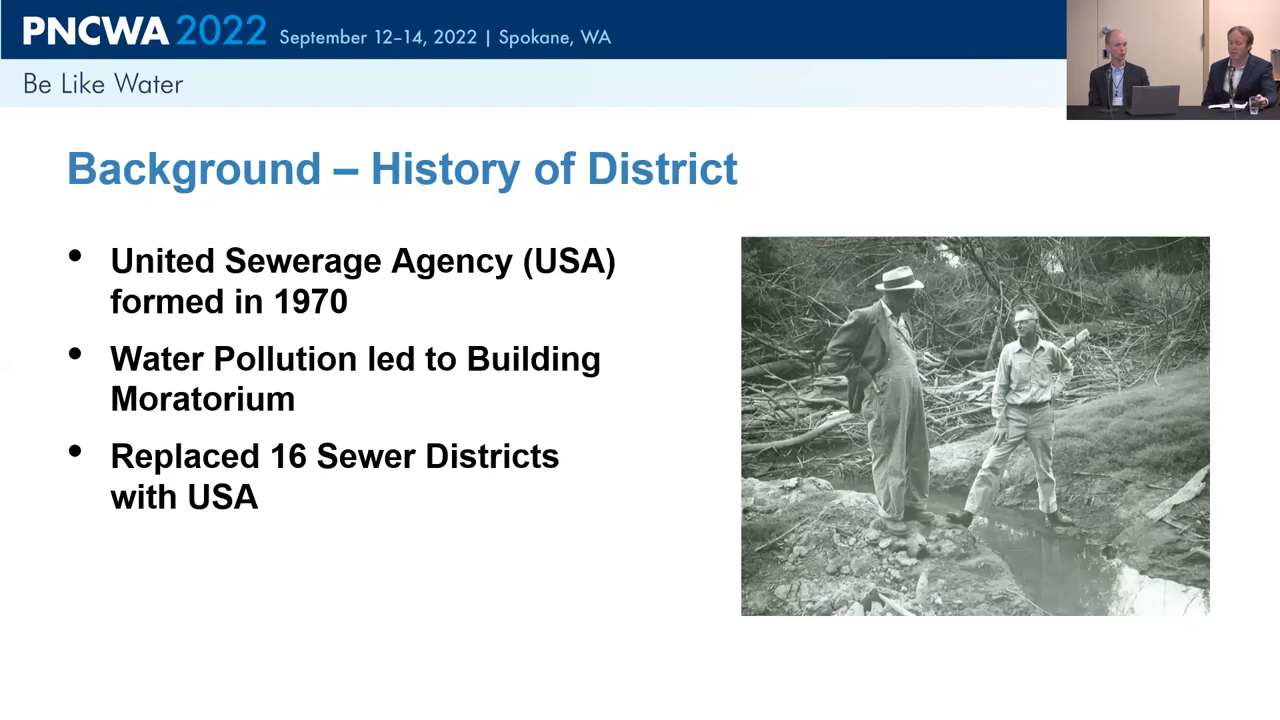 PNCWA 2022 September 12–14, 2022 | Spokane, WA
Be Like Water
Background – History of District
• United Sewerage Agency (USA)
formed in 1970
• Water Pollution led to Building
Moratorium
• Replaced 16 Sewer Districts
with USA